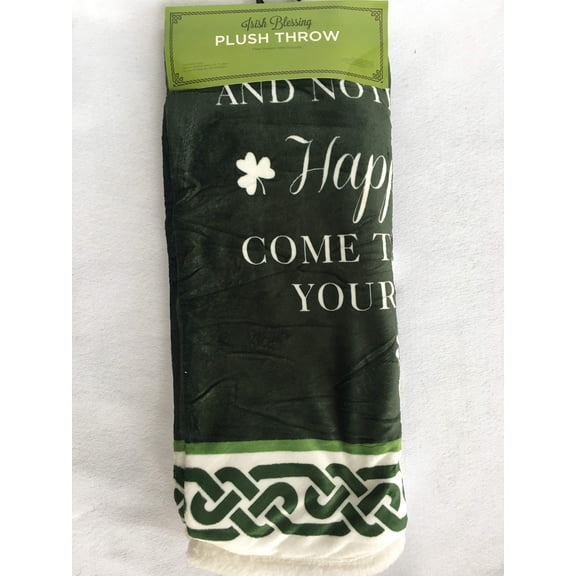 Irish Blessing
PLUSH THROW
AND NOT
Happ
COME T
YOUR